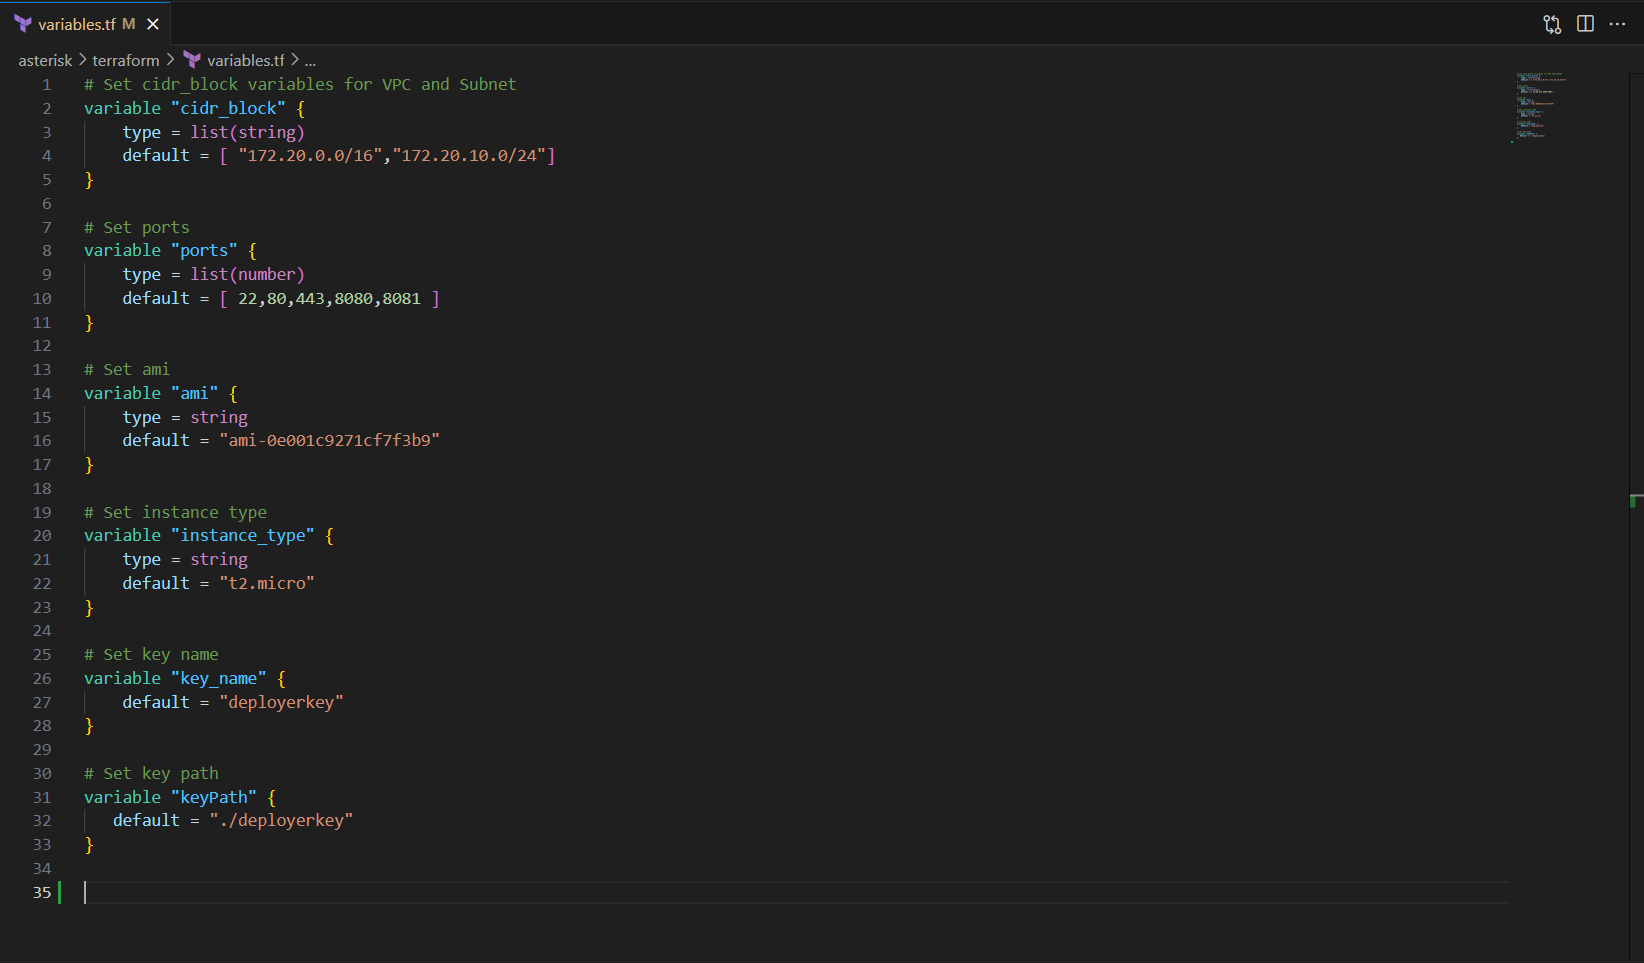 variables.tf M
asterisk > terraform > variables.tf > ...
1 # Set cidr_block variables for VPC and Subnet
2 variable "cidr_block" {
3     type = list(string)
4     default = [ "172.20.0.0/16","172.20.10.0/24"]
5 }
6
7 # Set ports
8 variable "ports" {
9     type = list(number)
10     default = [ 22,80,443,8080,8081 ]
11 }
12
13 # Set ami
14 variable "ami" {
15     type = string
16     default = "ami-0e001c9271cf7f3b9"
17 }
18
19 # Set instance type
20 variable "instance_type" {
21     type = string
22     default = "t2.micro"
23 }
24
25 # Set key name
26 variable "key_name" {
27     default = "deployerkey"
28 }
29
30 # Set key path
31 variable "keyPath" {
32    default = "./deployerkey"
33 }
34
35